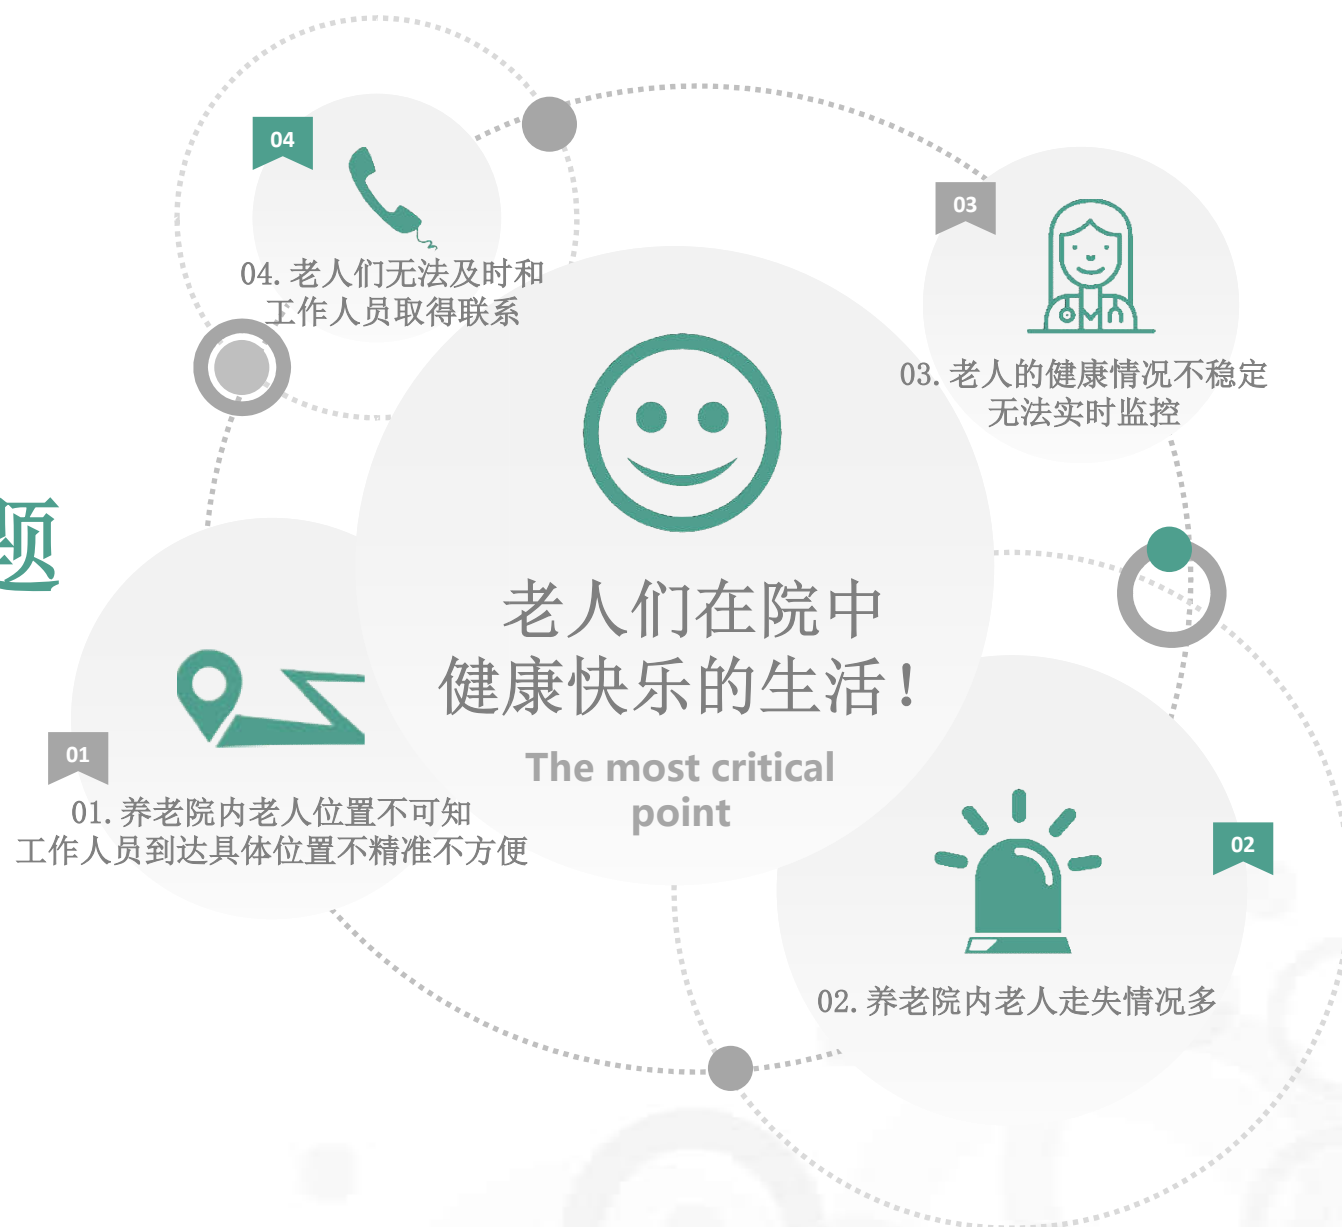 04
04.老人们无法及时和
工作人员取得联系
03
03.老人的健康情况不稳定
无法实时监控
题
老人们在院中
健康快乐的生活！
The most critical
point
01
01.养老院内老人位置不可知
工作人员到达具体位置不精准不方便
02
02.养老院内老人走失情况多